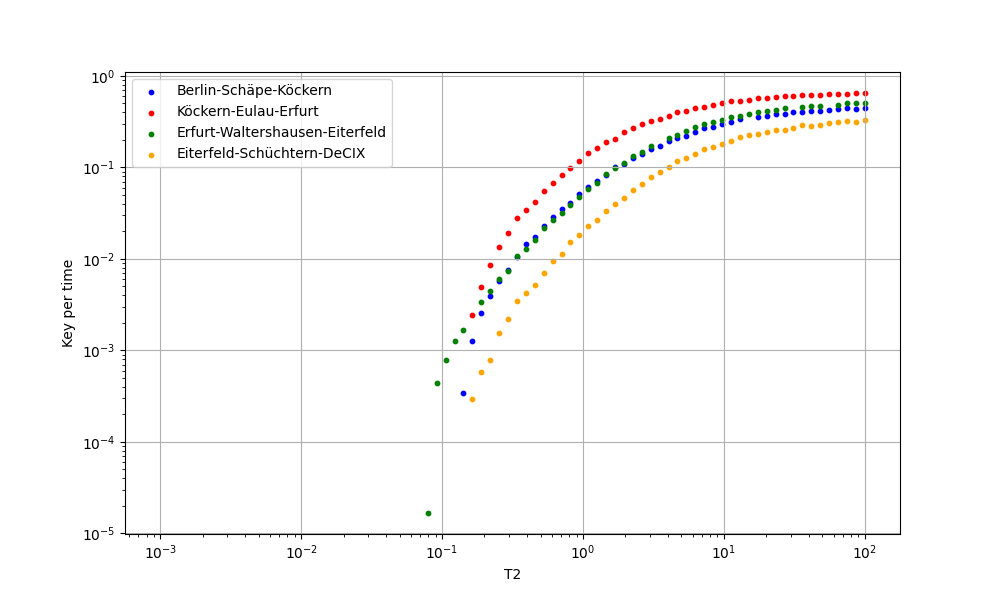 Berlin-Schäpe-Köckern
Köckern-Eulau-Erfurt
Erfurt-Waltershausen-Eiterfeld
Eiterfeld-Schüchtern-DeCIX
Key per time
10⁰
10⁻¹
10⁻²
10⁻³
10⁻⁴
10⁻⁵
10⁻³ 10⁻² 10⁻¹ 10⁰ 10¹ 10²
T2